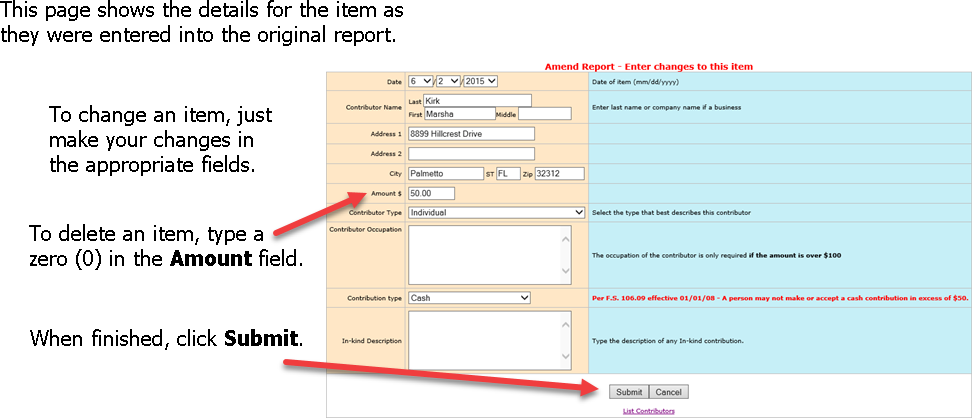 This page shows the details for the item as
they were entered into the original report.
Amend Report - Enter changes to this item
Date 6 / 2 / 2015 Date of item (mm/dd/yyyy)
To change an item, just
make your changes in
the appropriate fields.
Contributor Name Last Kirk
First Marsha Middle
Enter last name or company name if a business
Address 1 8899 Hillcrest Drive
Address 2
City Palmetto ST FL Zip 32312
Amount $ 50.00
Contributor Type Individual Select the type that best describes this contributor
To delete an item, type a
zero (0) in the Amount field.
Contributor Occupation
The occupation of the contributor is only required if the amount is over $100
Contribution type Cash Per F.S. 106.09 effective 01/01/08 - A person may not make or accept a cash contribution in excess of $50.
When finished, click Submit.
In-kind Description Type the description of any In-kind contribution.
Submit Cancel
List Contributors